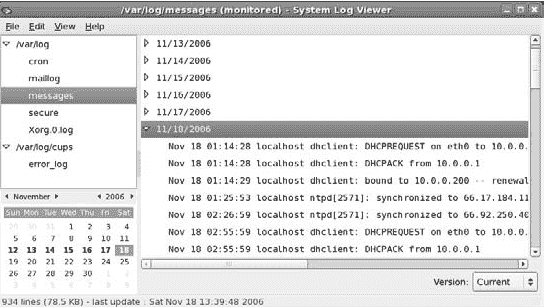 /var/log/messages (monitored) - System Log Viewer
File Edit View Help
/var/log
cron
maillog
messages
secure
Xorg.0.log
/var/log/cups
error_log
11/13/2006
11/14/2006
11/15/2006
11/16/2006
11/17/2006
11/18/2006
Nov 18 01:14:28 localhost dhclient: DHCPREQUEST on eth0 to 10.0.0.
Nov 18 01:14:28 localhost dhclient: DHCPACK from 10.0.0.1
Nov 18 01:14:29 localhost dhclient: bound to 10.0.0.200 -- renewal
Nov 18 01:25:53 localhost ntpd[2571]: synchronized to 66.17.184.11
Nov 18 02:26:59 localhost ntpd[2571]: synchronized to 66.92.250.40
Nov 18 02:55:59 localhost dhclient: DHCPREQUEST on eth0 to 10.0.0.
Nov 18 02:55:59 localhost dhclient: DHCPACK from 10.0.0.1
November 2006
Sun Mon Tue Wed Thu Fri Sat
1 2 3 4
5 6 7 8 9 10 11
12 13 14 15 16 17 18
19 20 21 22 23 24 25
26 27 28 29 30
Version: Current
934 lines (78.5 KB) - last update : Sat Nov 18 13:39:48 2006